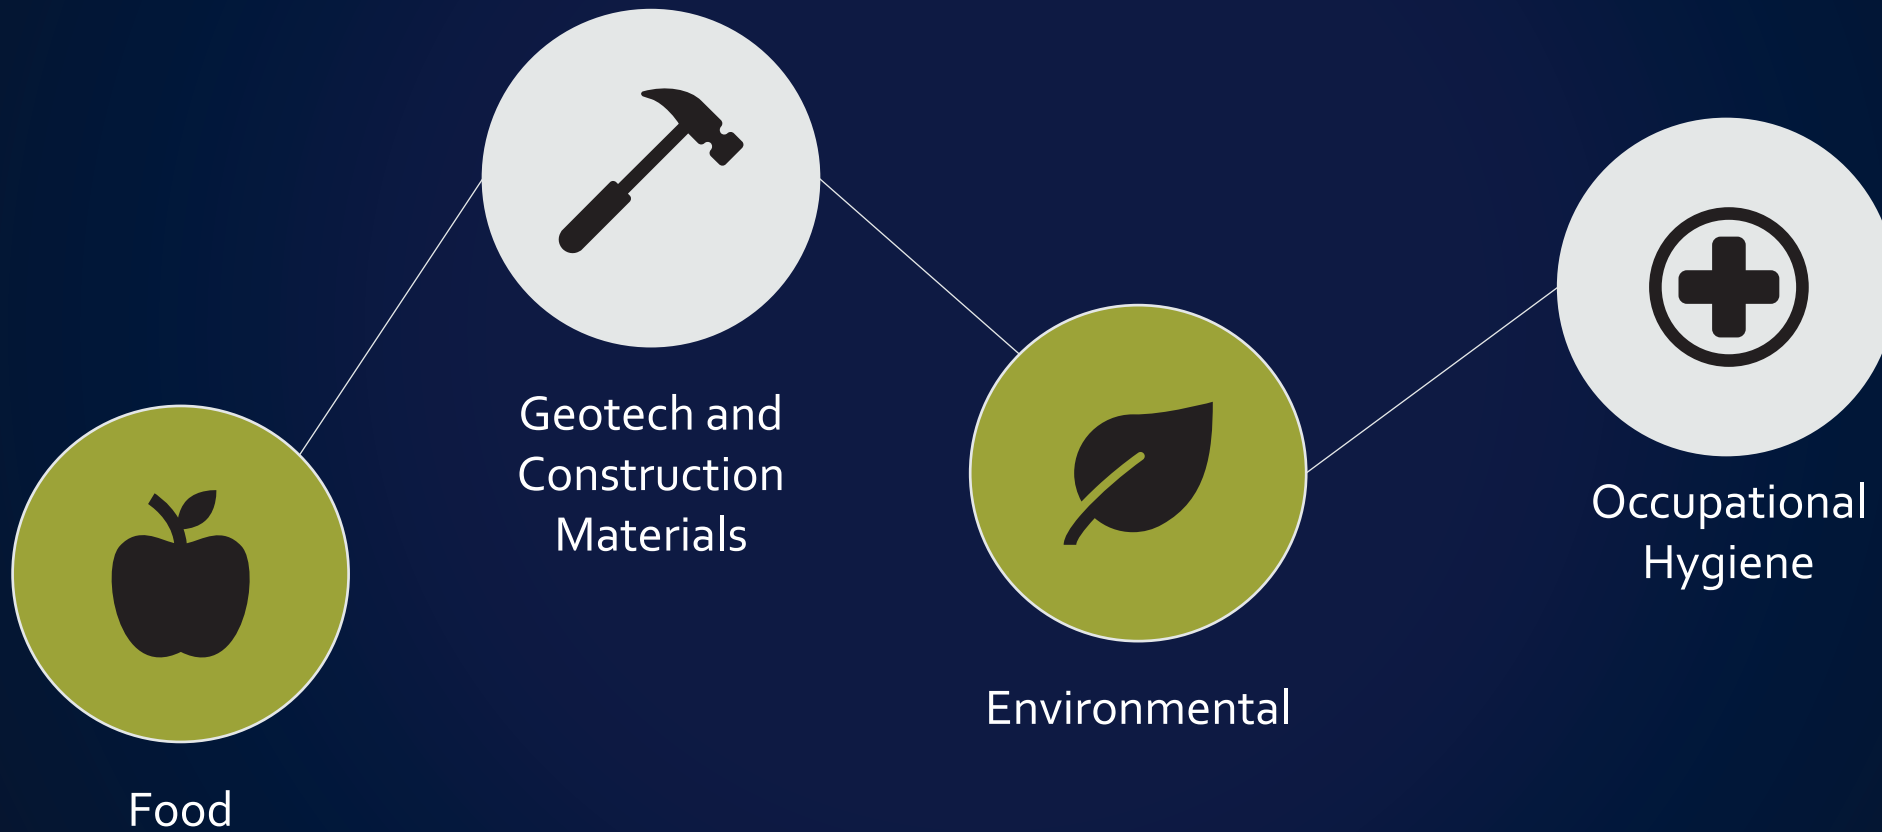 Food
Geotech and
Construction
Materials
Environmental
Occupational
Hygiene